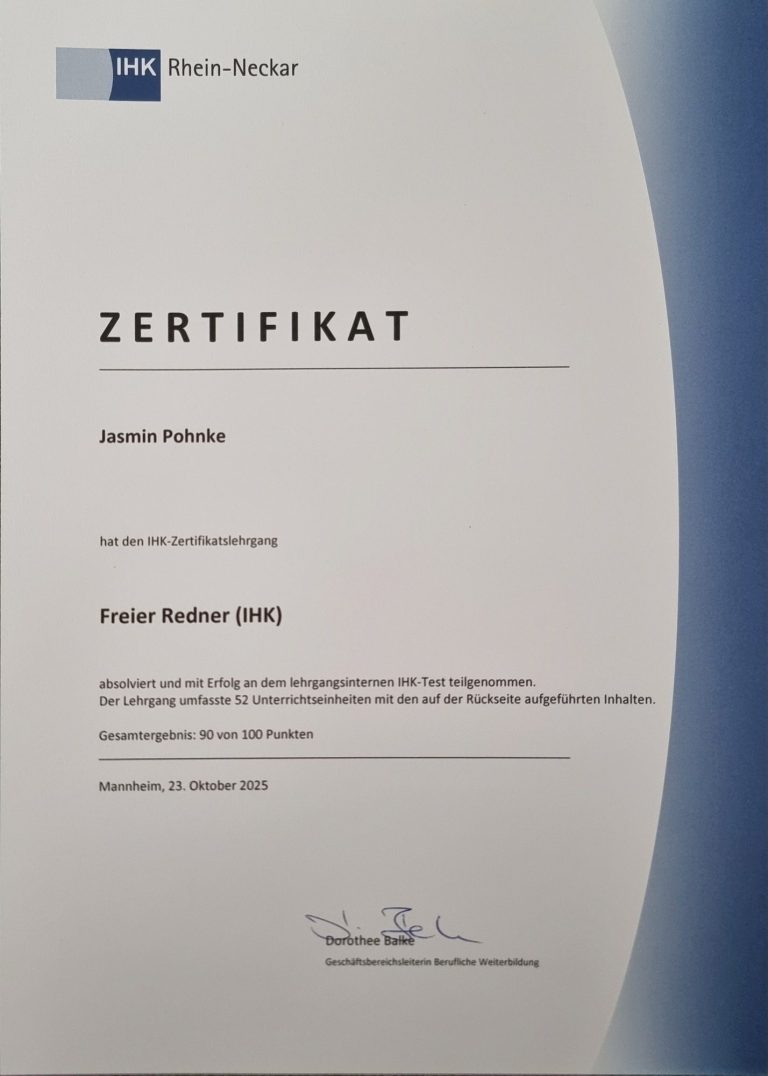 IHK Rhein-Neckar
ZERTIFIKAT
Jasmin Pohnke
hat den IHK-Zertifikatslehrgang
Freier Redner (IHK)
absolviert und mit Erfolg an dem lehrgangsinternen IHK-Test teilgenommen.
Der Lehrgang umfasste 52 Unterrichtseinheiten mit den auf der Rückseite aufgeführten Inhalten.
Gesamtergebnis: 90 von 100 Punkten
Mannheim, 23. Oktober 2025
Dorothee Balke
Geschäftsbereichsleiterin Berufliche Weiterbildung